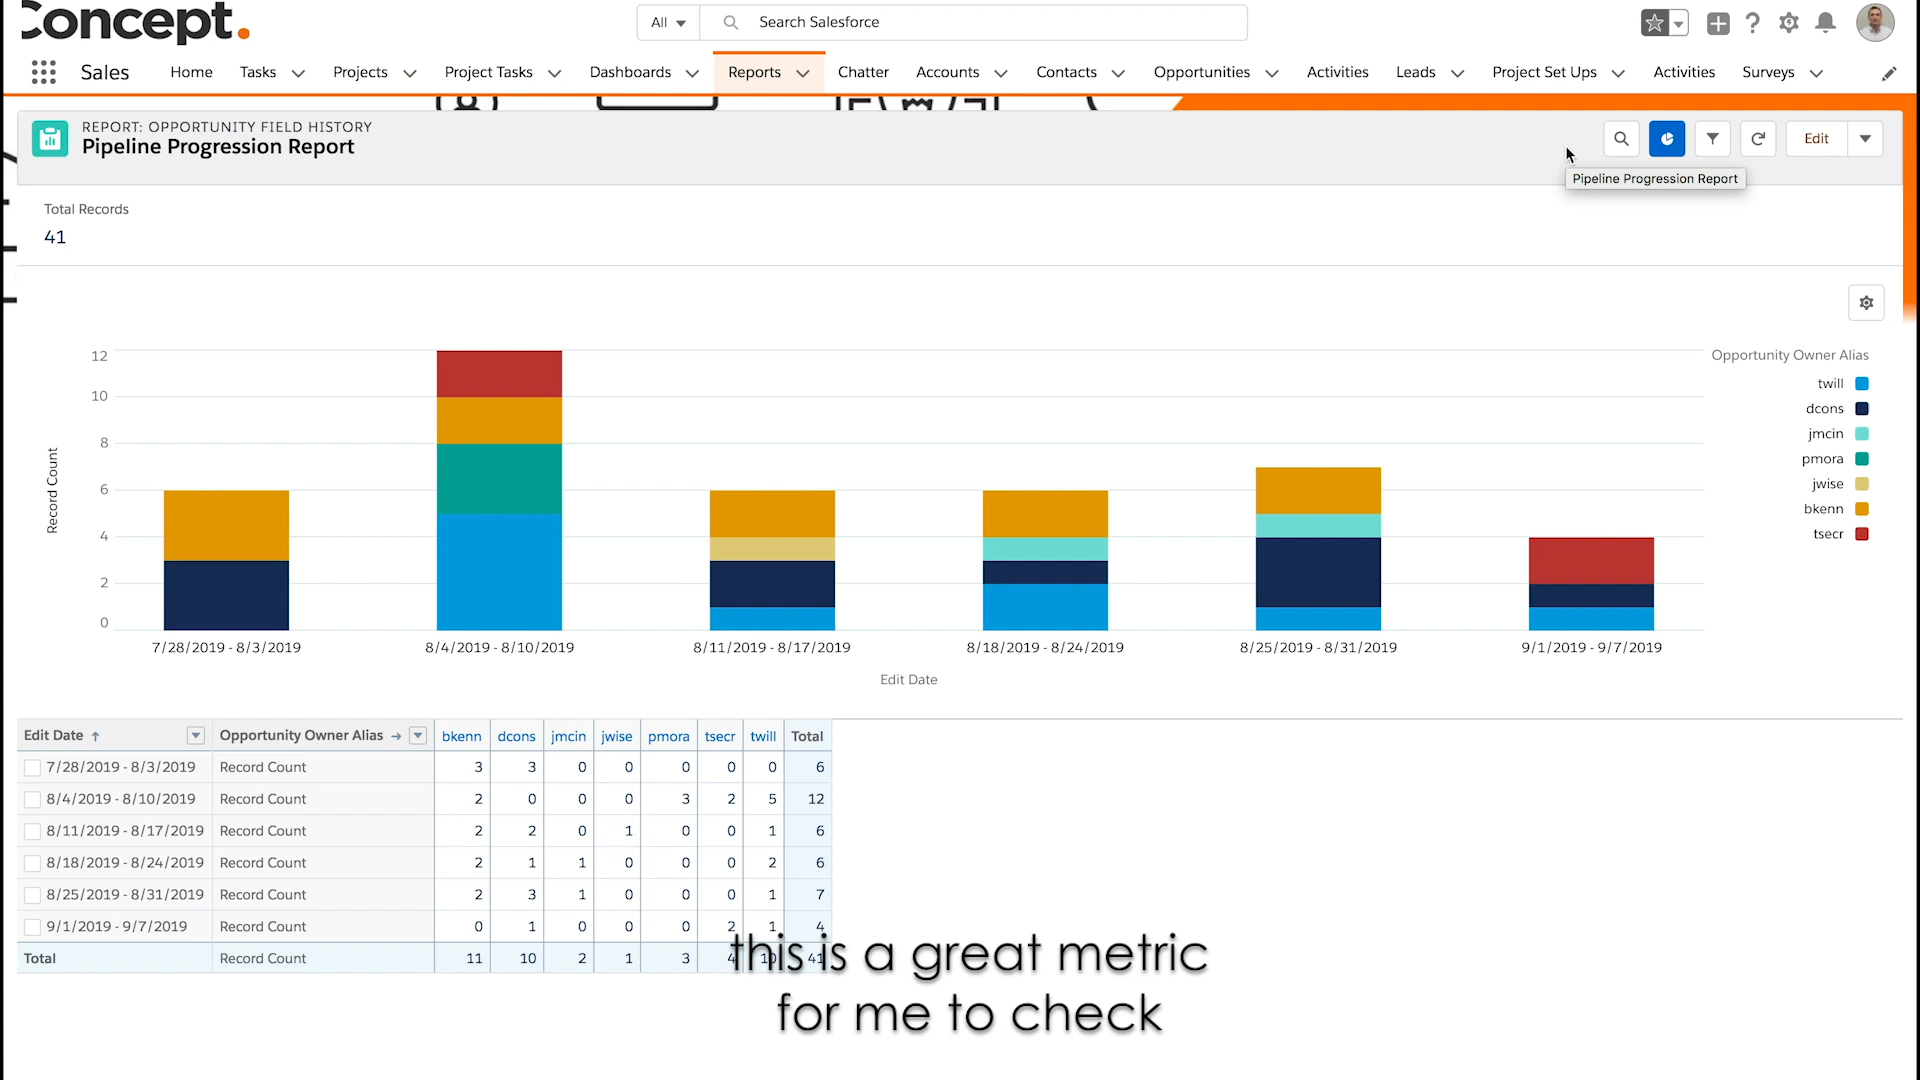 Concept.
All
Search Salesforce
Sales Home Tasks Projects Project Tasks Dashboards Reports Chatter Accounts Contacts Opportunities Activities Leads Project Set Ups Activities Surveys
REPORT: OPPORTUNITY FIELD HISTORY
Pipeline Progression Report
Edit
Pipeline Progression Report
Total Records
41
Record Count
12
10
8
6
4
2
0
7/28/2019 - 8/3/2019 8/4/2019 - 8/10/2019 8/11/2019 - 8/17/2019 8/18/2019 - 8/24/2019 8/25/2019 - 8/31/2019 9/1/2019 - 9/7/2019
Edit Date
Opportunity Owner Alias
twill
dcons
jmcin
pmora
jwise
bkenn
tsecr
Edit Date ↑ Opportunity Owner Alias → bkenn dcons jmcin jwise pmora tsecr twill Total
7/28/2019 - 8/3/2019 Record Count 3 3 0 0 0 0 0 6
8/4/2019 - 8/10/2019 Record Count 2 0 0 0 3 2 5 12
8/11/2019 - 8/17/2019 Record Count 2 2 0 1 0 0 1 6
8/18/2019 - 8/24/2019 Record Count 2 1 1 0 0 0 2 6
8/25/2019 - 8/31/2019 Record Count 2 3 1 0 0 0 1 7
9/1/2019 - 9/7/2019 Record Count 0 1 0 0 0 2 1 4
Total Record Count 11 10 2 1 3 4 10 41
this is a great metric
for me to check